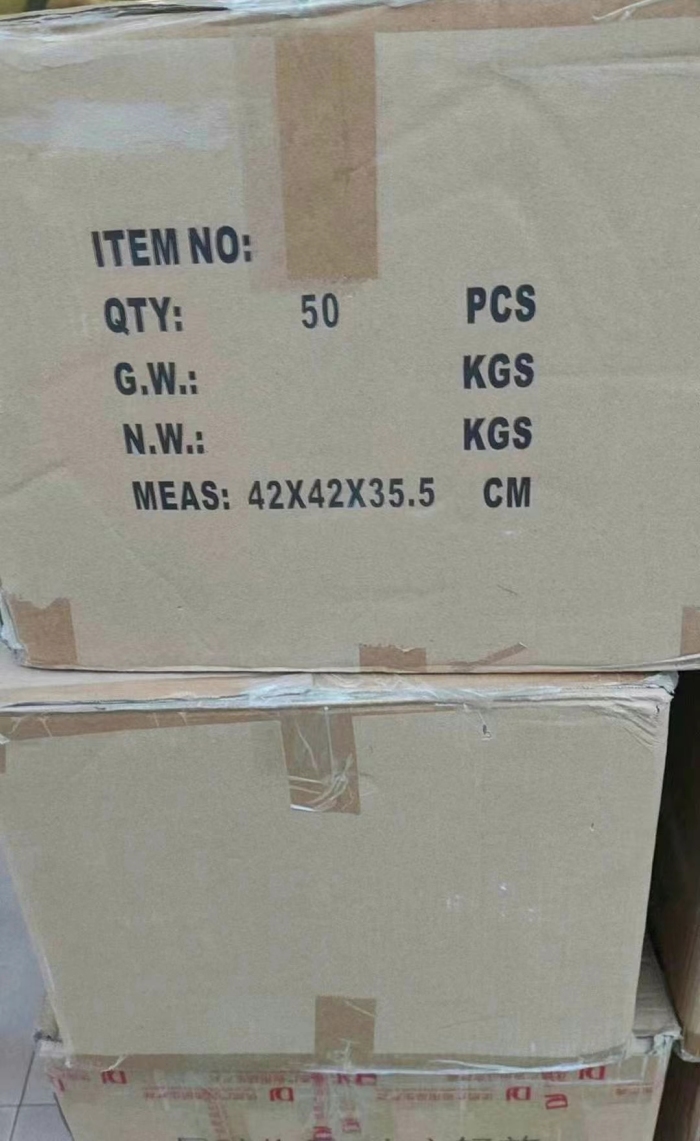 ITEM NO:
QTY: 50 PCS
G.W.: KGS
N.W.: KGS
MEAS: 42X42X35.5 CM